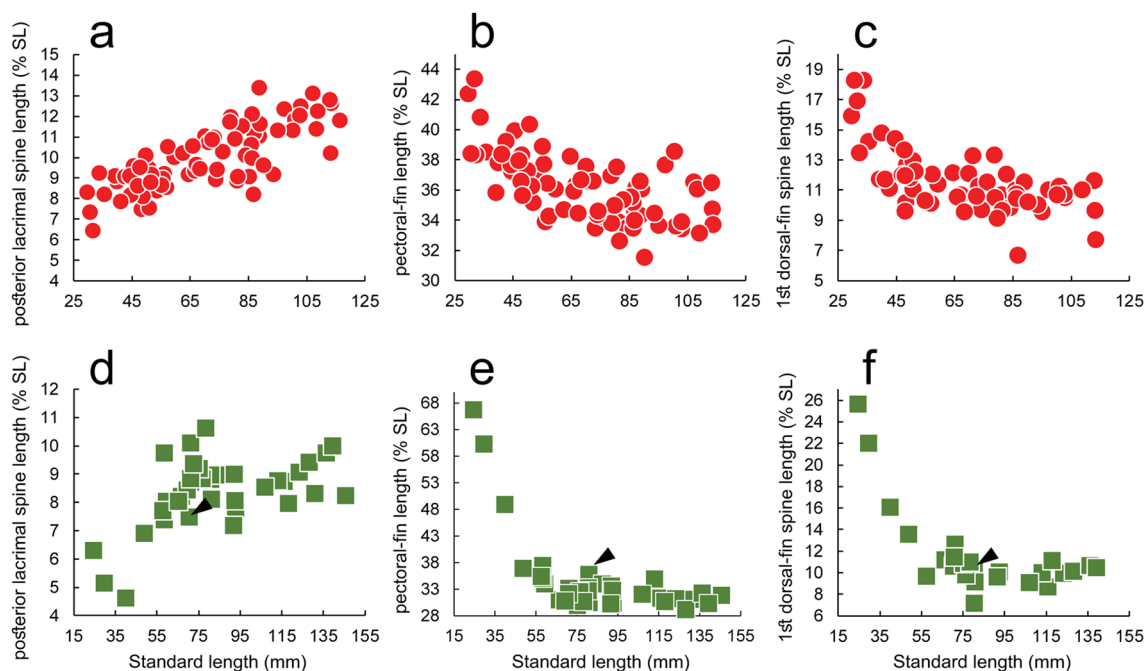 a
posterior lacrimal spine length (% SL)
15
14
13
12
11
10
9
8
7
6
5
4
25 45 65 85 105 125
b
pectoral-fin length (% SL)
44
42
40
38
36
34
32
30
25 45 65 85 105 125
c
1st dorsal-fin spine length (% SL)
19
17
15
13
11
9
7
5
25 45 65 85 105 125
d
posterior lacrimal spine length (% SL)
12
11
10
9
8
7
6
5
4
15 35 55 75 95 115 135 155
Standard length (mm)
e
pectoral-fin length (% SL)
68
63
58
53
48
43
38
33
28
15 35 55 75 95 115 135 155
Standard length (mm)
f
1st dorsal-fin spine length (% SL)
26
24
22
20
18
16
14
12
10
8
6
15 35 55 75 95 115 135 155
Standard length (mm)